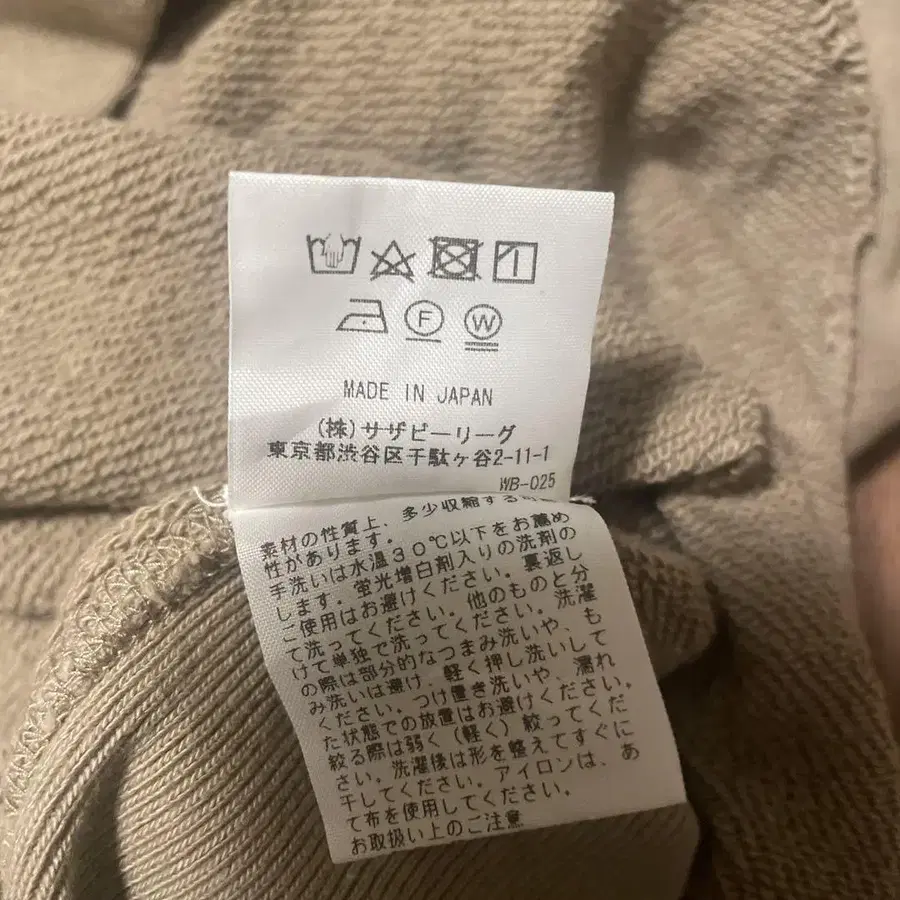 F W
MADE IN JAPAN
(株)サザビーリーグ
東京都渋谷区千駄ヶ谷2-11-1
WB-025
素材の性質上、多少収縮する可能
性があります。
手洗いは水温30℃以下をお薦め
します。蛍光増白剤入りの洗剤の
ご使用はお避けください。裏返し
て洗ってください。他のものと分
けて単独で洗ってください。洗濯
の際は部分的なつまみ洗いや、も
み洗いは避け、軽く押し洗いして
ください。つけ置き洗いや、濡れ
た状態での放置はお避けください。
絞る際は弱く(軽く)絞ってくだ
さい。洗濯後は形を整えてすぐに
干してください。アイロンは、あ
て布を使用してください。
お取扱い上のご注意